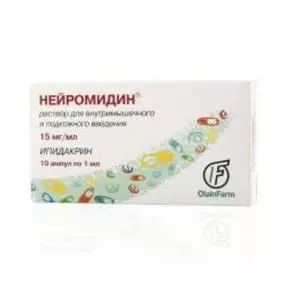 НЕЙРОМИДИН®
раствор для внутримышечного
и подкожного введения
15 мг/мл
ИПИДАКРИН
10 ампул по 1 мл
OlainFarm